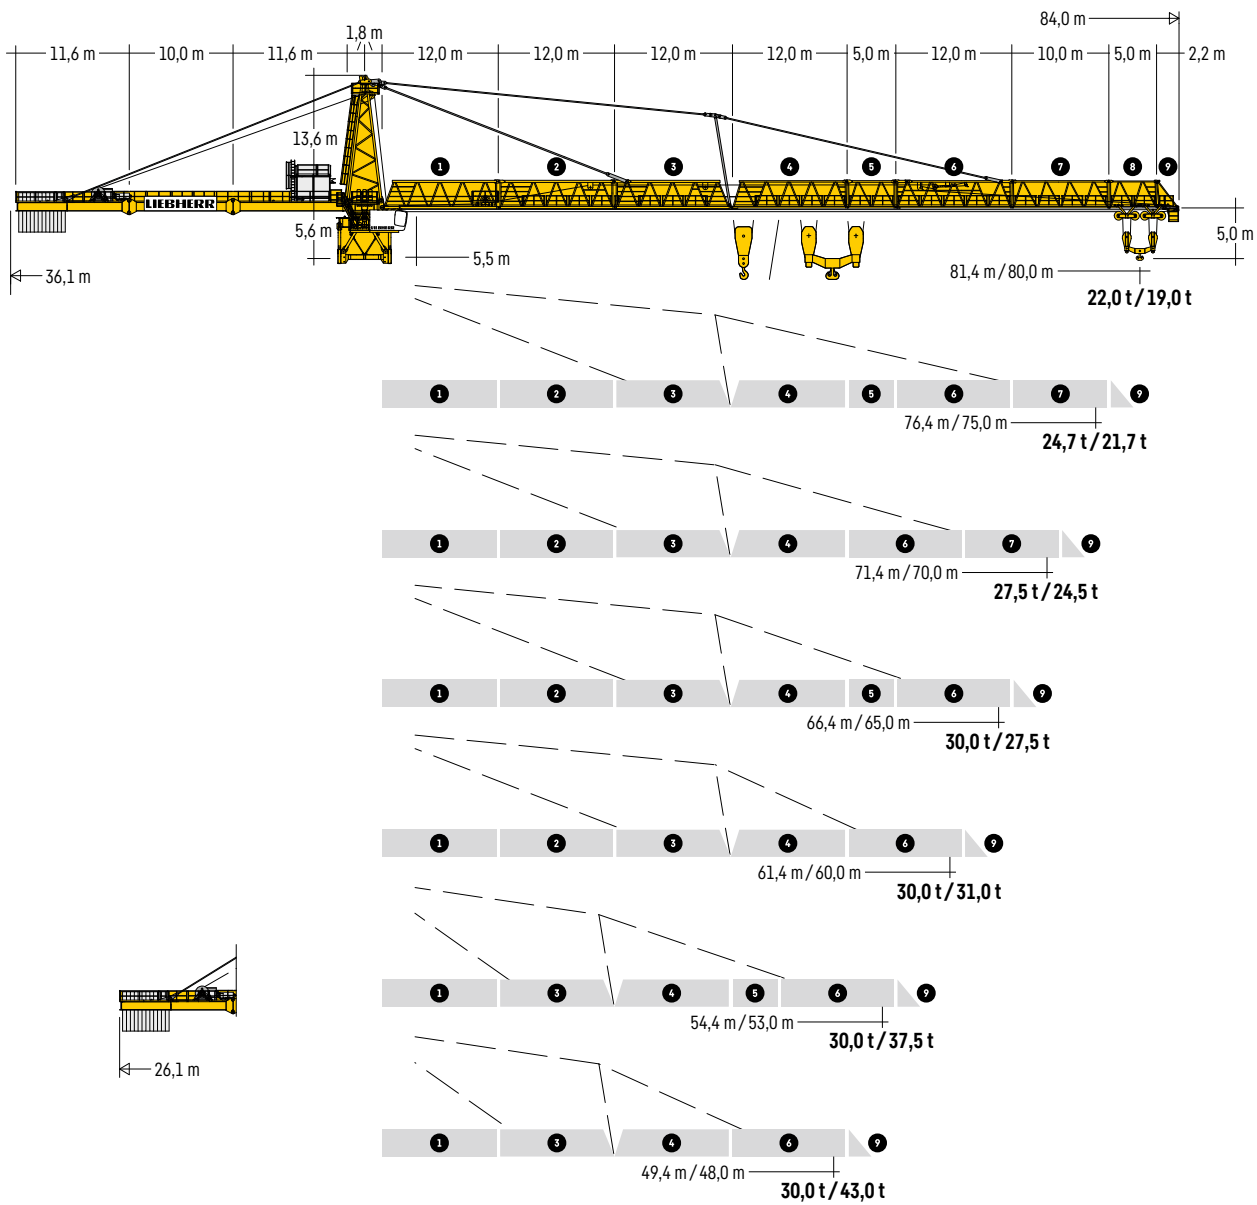 84,0 m
1,8 m
11,6 m 10,0 m 11,6 m 12,0 m 12,0 m 12,0 m 12,0 m 5,0 m 12,0 m 10,0 m 5,0 m 2,2 m
13,6 m
1 2 3 4 5 6 7 8 9
LIEBHERR
LIEBHERR
5,6 m
5,0 m
5,5 m
36,1 m
81,4 m/80,0 m
22,0 t/19,0 t
1 2 3 4 5 6 7 9
76,4 m/75,0 m
24,7 t/21,7 t
1 2 3 4 6 7 9
71,4 m/70,0 m
27,5 t/24,5 t
1 2 3 4 5 6 9
66,4 m/65,0 m
30,0 t/27,5 t
1 2 3 4 6 9
61,4 m/60,0 m
30,0 t/31,0 t
1 3 4 5 6 9
54,4 m/53,0 m
30,0 t/37,5 t
26,1 m
1 3 4 6 9
49,4 m/48,0 m
30,0 t/43,0 t